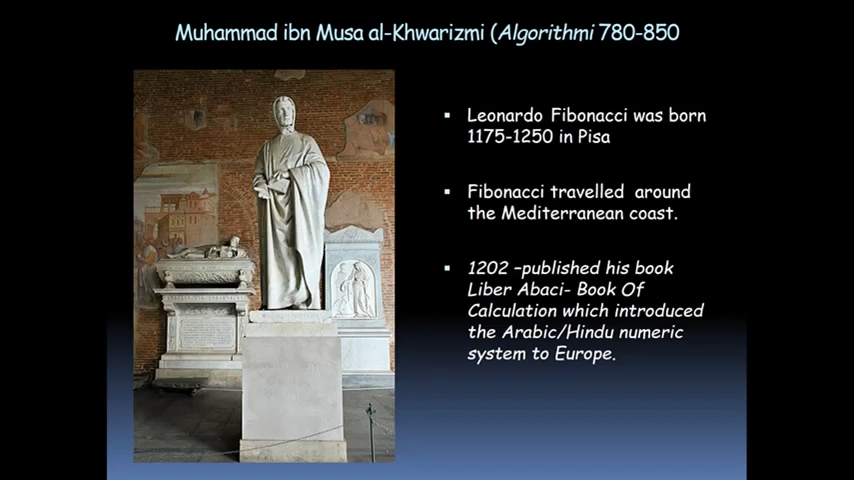 Muhammad ibn Musa al-Khwarizmi (Algorithmi 780-850
Leonardo Fibonacci was born
1175-1250 in Pisa
Fibonacci travelled around
the Mediterranean coast.
1202 –published his book
Liber Abaci- Book Of
Calculation which introduced
the Arabic/Hindu numeric
system to Europe.